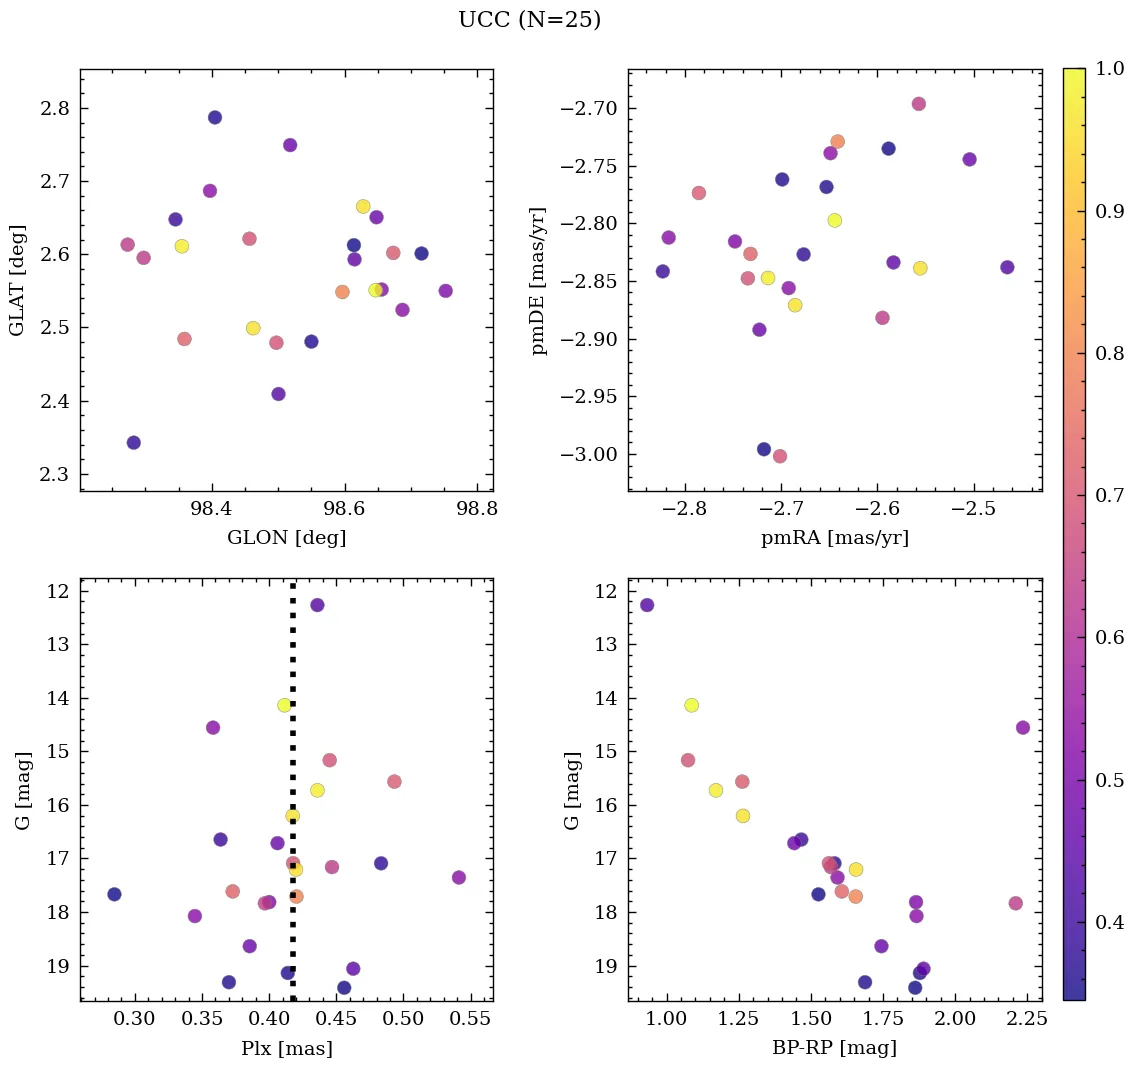 UCC (N=25)
2.8
2.7
2.6
2.5
2.4
2.3
GLAT [deg]
98.4 98.6 98.8
GLON [deg]
−2.70
−2.75
−2.80
−2.85
−2.90
−2.95
−3.00
pmDE [mas/yr]
−2.8 −2.7 −2.6 −2.5
pmRA [mas/yr]
12
13
14
15
16
17
18
19
G [mag]
0.30 0.35 0.40 0.45 0.50 0.55
Plx [mas]
12
13
14
15
16
17
18
19
G [mag]
1.00 1.25 1.50 1.75 2.00 2.25
BP-RP [mag]
1.0
0.9
0.8
0.7
0.6
0.5
0.4